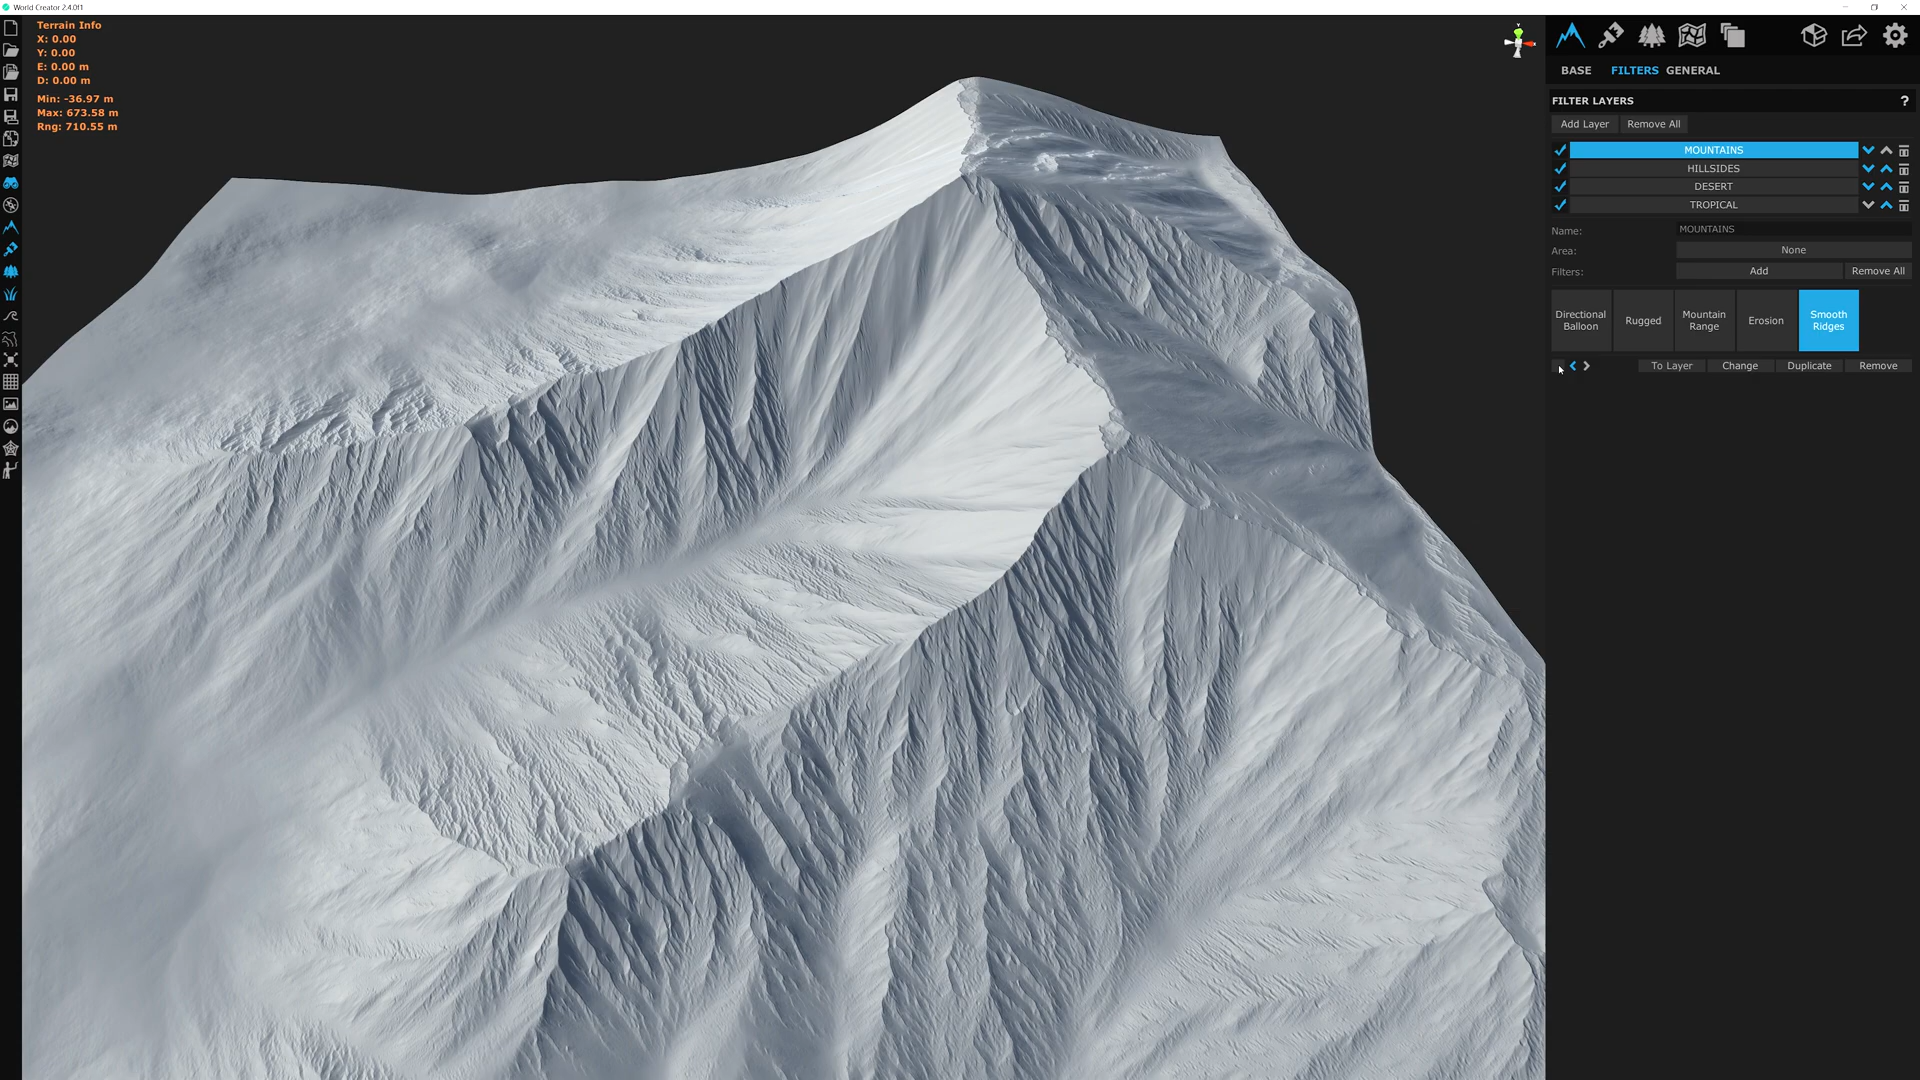 World Creator 2.4.0f1
Terrain Info
X: 0.00
Y: 0.00
E: 0.00 m
D: 0.00 m
Min: -36.97 m
Max: 673.58 m
Rng: 710.55 m
BASE FILTERS GENERAL
FILTER LAYERS ?
Add Layer Remove All
MOUNTAINS
HILLSIDES
DESERT
TROPICAL
Name: MOUNTAINS
Area: None
Filters: Add Remove All
Directional Balloon
Rugged
Mountain Range
Erosion
Smooth Ridges
To Layer Change Duplicate Remove